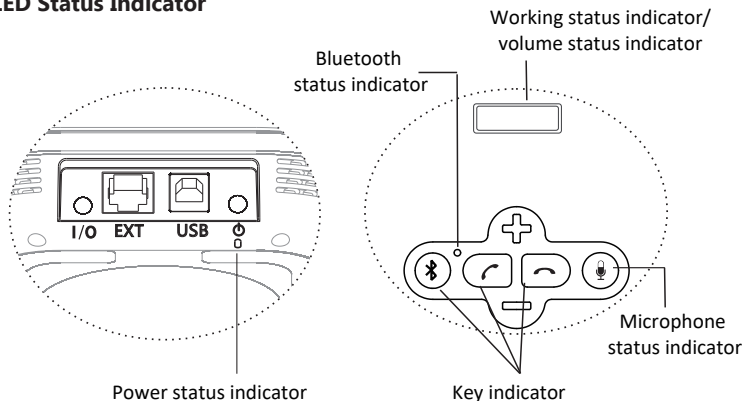 LED Status Indicator
Working status indicator/
volume status indicator
Bluetooth
status indicator
I/O EXT USB
Microphone
status indicator
Power status indicator
Key indicator